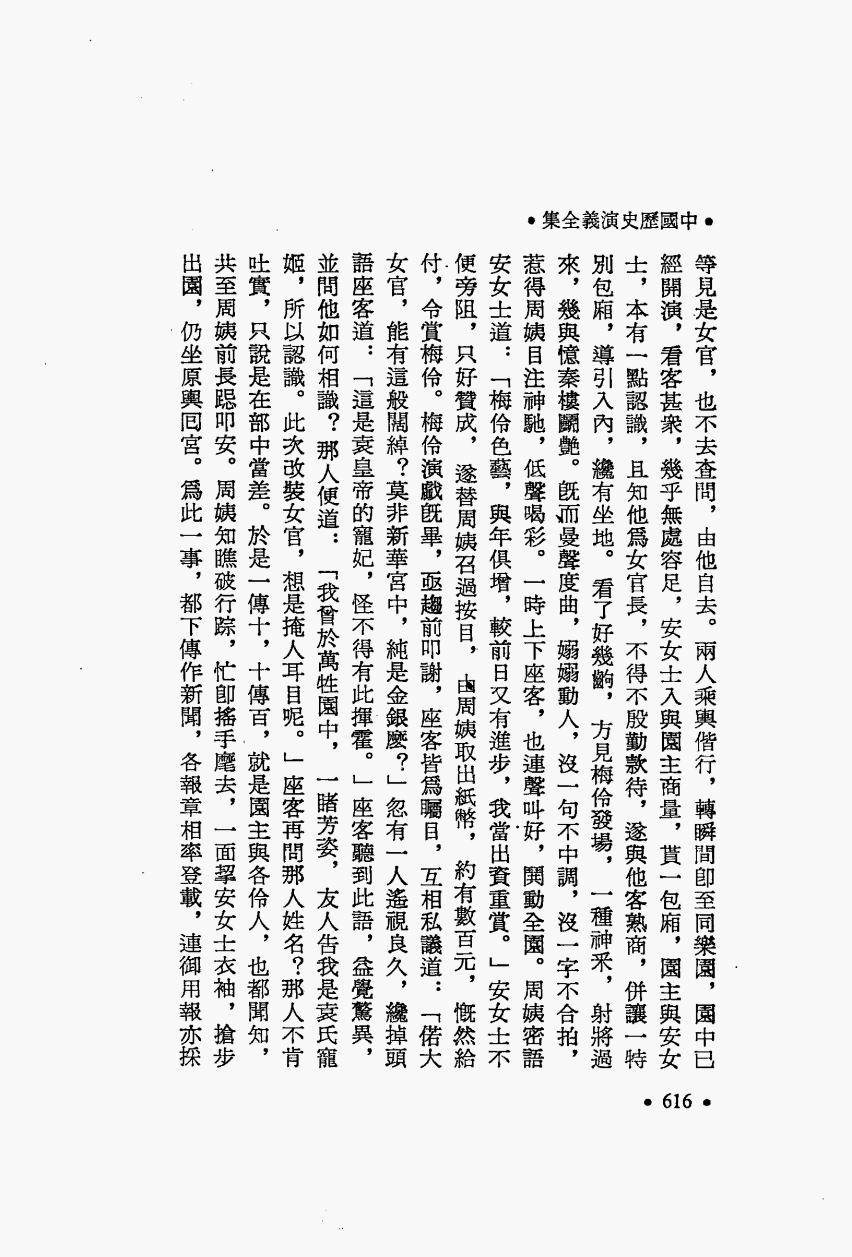 •中國歷史演義全集•
等見是女官，也不去查問，由他自去。兩人乘輿偕行，轉瞬間卽至同樂園，園中已
經開演，看客甚衆，幾乎無處容足，安女士入與園主商量，貰一包廂，園主與安女
士，本有一點認識，且知他爲女官長，不得不殷勤欵待，遂與他客熟商，併讓一特
別包廂，導引入內，纔有坐地。看了好幾齣，方見梅伶發場，一種神釆，射將過
來，幾與憶秦樓鬭艷。旣而曼聲度曲，嫋嫋動人，沒一句不中調，沒一字不合拍，
惹得周姨目注神馳，低聲喝彩。一時上下座客，也連聲叫好，鬨動全園。周姨密語
安女士道：「梅伶色藝，與年俱增，較前日又有進步，我當出資重賞。」安女士不
便旁阻，只好贊成，遂替周姨召過按目，由周姨取出紙幣，約有數百元，慨然給
付，令賞梅伶。梅伶演戲旣畢，亟趨前叩謝，座客皆爲矚目，互相私議道：「偌大
女官，能有這般闊綽？莫非新華宮中，純是金銀麽？」忽有一人遙視良久，纔掉頭
語座客道：「這是袁皇帝的寵妃，怪不得有此揮霍。」座客聽到此語，益覺驚異，
並問他如何相識？那人便道：「我曾於萬牲園中，一睹芳姿，友人告我是袁氏寵
姬，所以認識。此次改裝女官，想是掩人耳目呢。」座客再問那人姓名？那人不肯
吐實，只說是在部中當差。於是一傳十，十傳百，就是園主與各伶人，也都聞知，
共至周姨前長跽叩安。周姨知瞧破行踪，忙卽搖手麾去，一面挈安女士衣袖，搶步
出園，仍坐原輿囘宮。爲此一事，都下傳作新聞，各報章相率登載，連御用報亦採
•616•